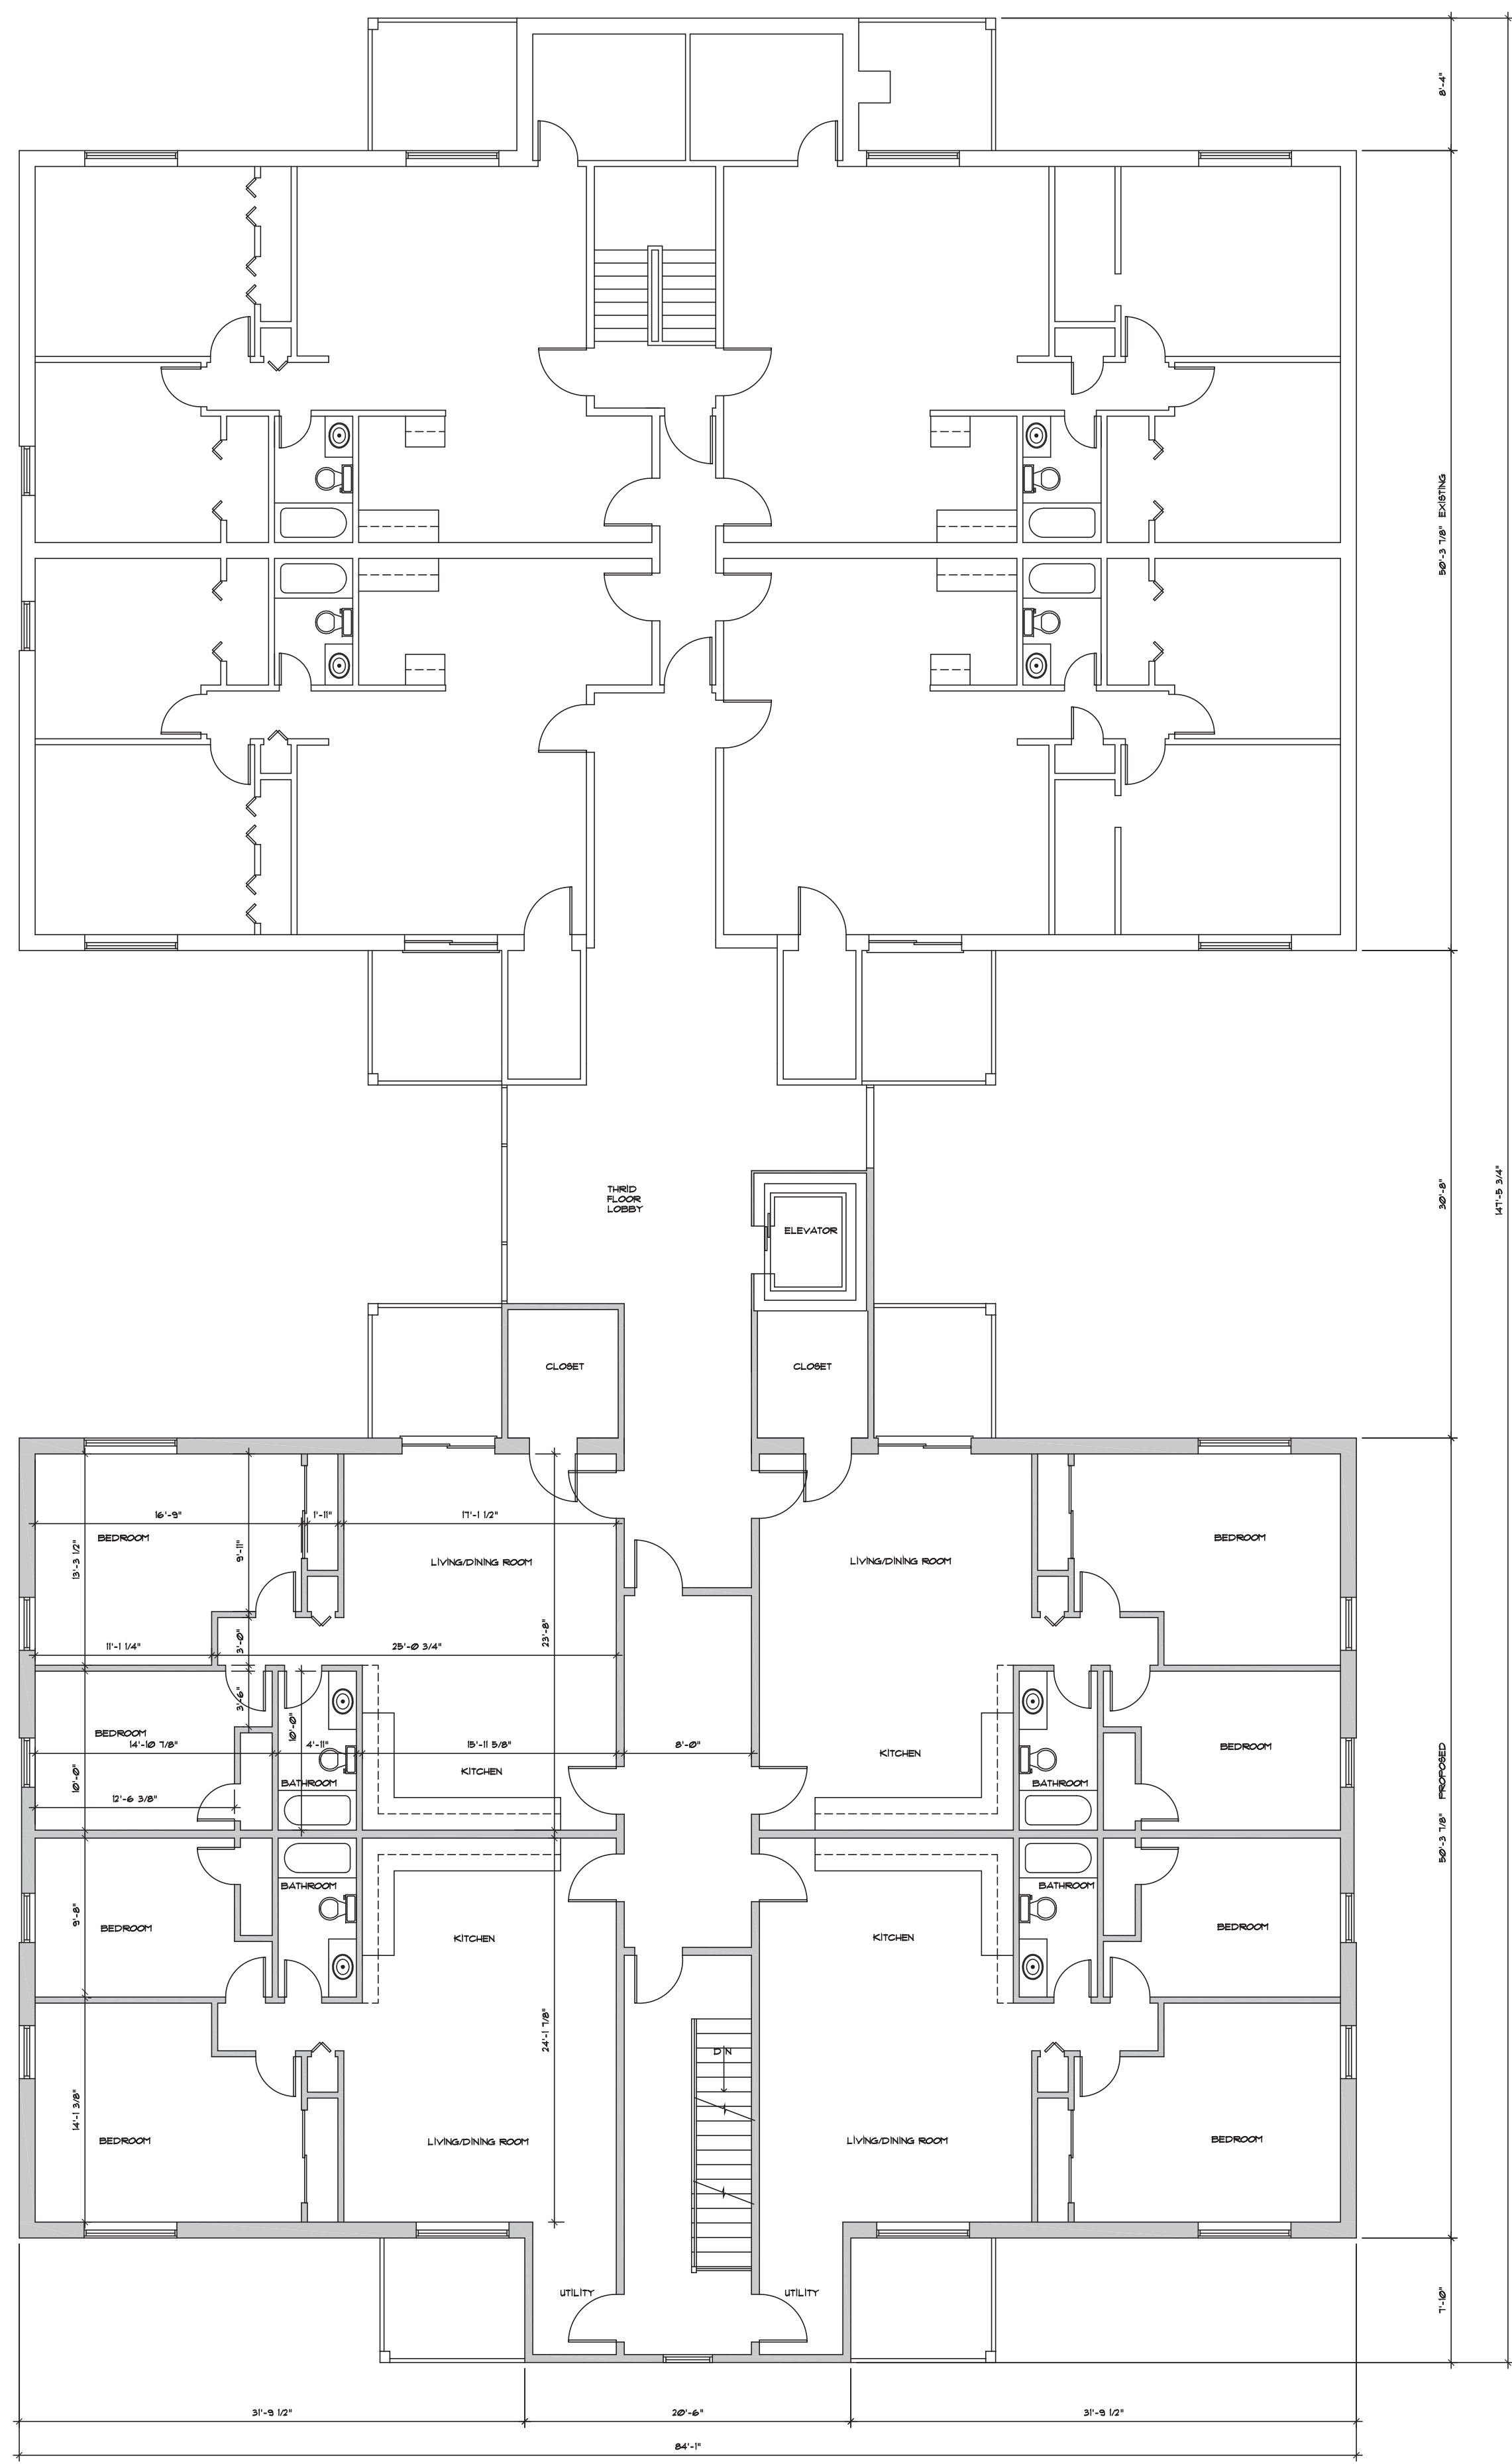 8'-4"
50'-3 7/8" EXISTING
30'-8"
147'-5 3/4"
THRID
FLOOR
LOBBY
ELEVATOR
CLOSET
CLOSET
16'-9"
1'-11"
17'-1 1/2"
BEDROOM
13'-3 1/2"
9'-11"
LIVING/DINING ROOM
LIVING/DINING ROOM
BEDROOM
23'-8"
11'-1 1/4"
3'-0"
25'-0 3/4"
3'-6"
10'-0"
BEDROOM
14'-10 7/8"
4'-11"
15'-11 5/8"
8'-0"
KITCHEN
BEDROOM
10'-0"
KITCHEN
BATHROOM
BATHROOM
12'-6 3/8"
50'-3 7/8" PROPOSED
BATHROOM
BATHROOM
9'-8"
BEDROOM
KITCHEN
KITCHEN
BEDROOM
24'-1 7/8"
DN
14'-1 3/8"
BEDROOM
LIVING/DINING ROOM
LIVING/DINING ROOM
BEDROOM
UTILITY
UTILITY
7'-10"
31'-9 1/2"
20'-6"
31'-9 1/2"
84'-1"